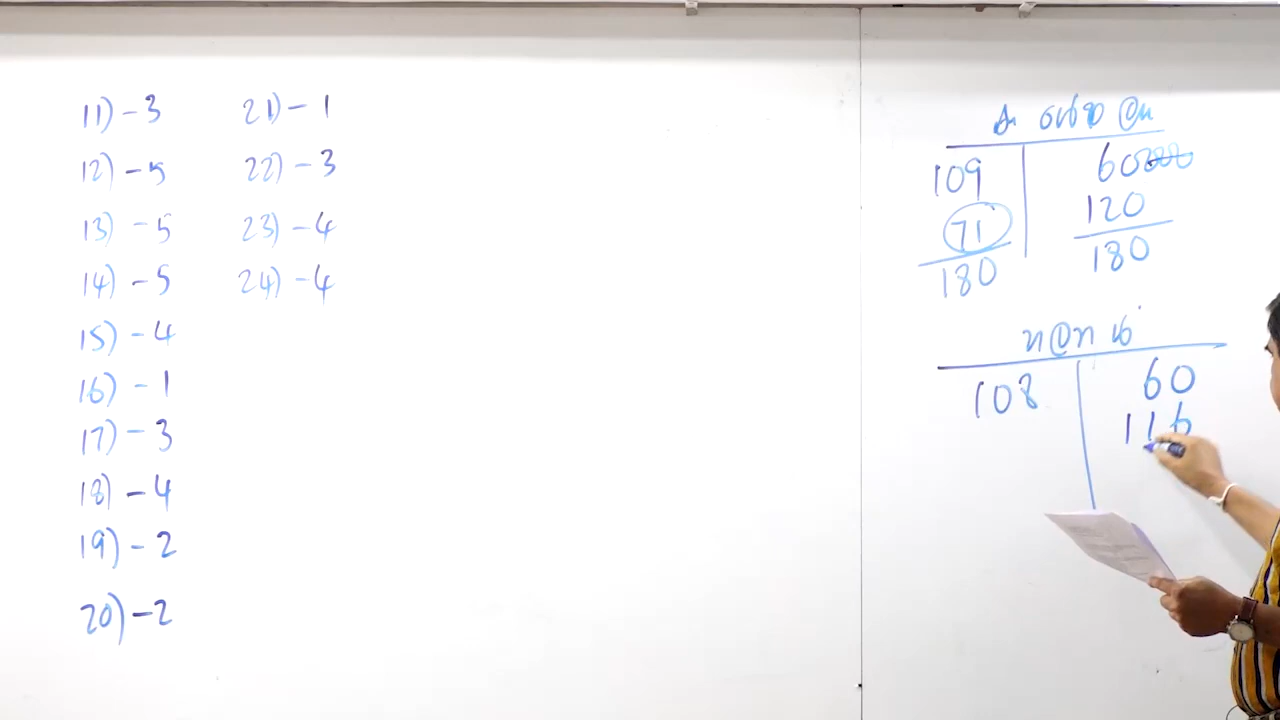 11) - 3
12) - 5
13) - 5
14) - 5
15) - 4
16) - 1
17) - 3
18) - 4
19) - 2
20) - 2
21) - 1
22) - 3
23) - 4
24) - 4
109 60
71 120
180 180
108 60
116